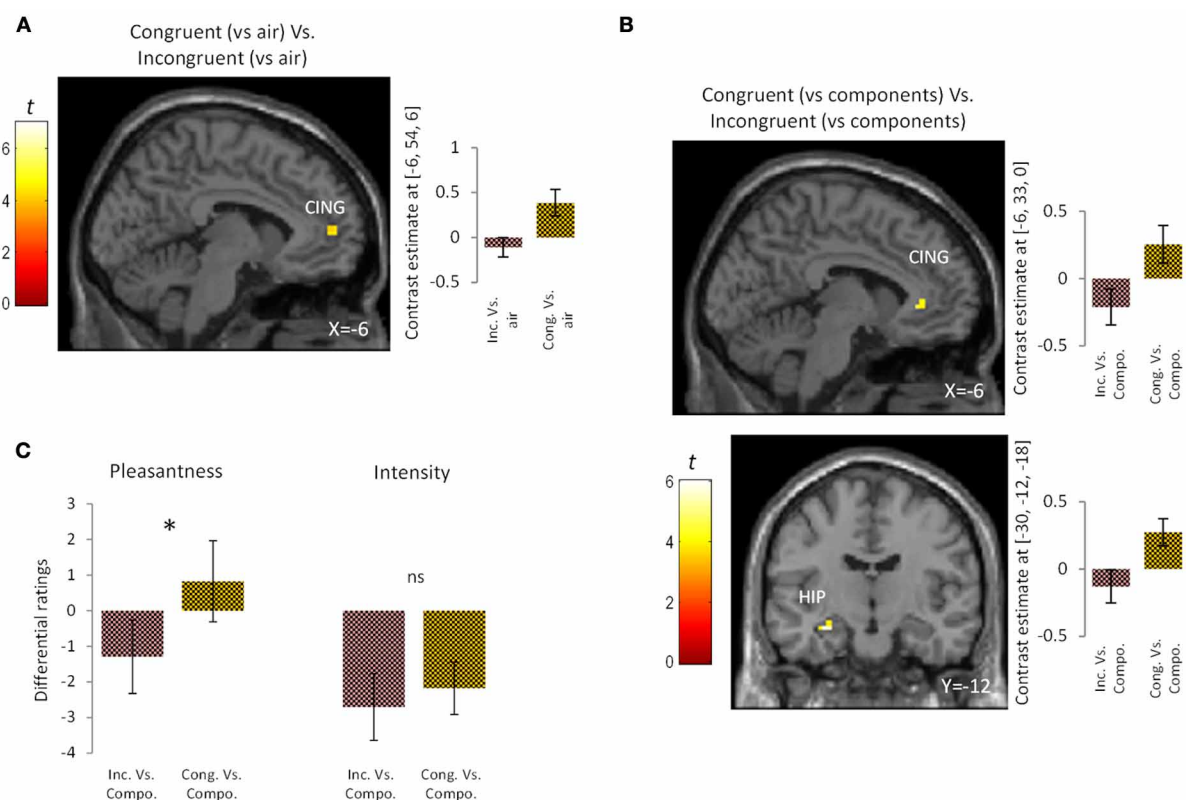 A
Congruent (vs air) Vs.
Incongruent (vs air)
t
6
4
2
0
CING
X=-6
Contrast estimate at [-6, 54, 6]
1
0.5
0
-0.5
Inc. Vs.
air
Cong. Vs.
air
B
Congruent (vs components) Vs.
Incongruent (vs components)
CING
X=-6
Contrast estimate at [-6, 33, 0]
0.5
0
-0.5
Inc. Vs.
Compo.
Cong. Vs.
Compo.
t
6
4
2
0
HIP
Y=-12
Contrast estimate at [-30, -12, -18]
0.5
0
-0.5
Inc. Vs.
Compo.
Cong. Vs.
Compo.
C
Pleasantness
Intensity
Differential ratings
3
2
1
0
-1
-2
-3
-4
*
ns
Inc. Vs.
Compo.
Cong. Vs.
Compo.
Inc. Vs.
Compo.
Cong. Vs.
Compo.